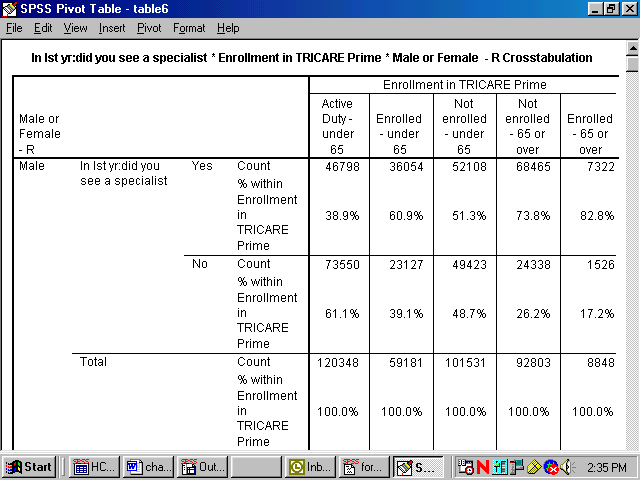 SPSS Pivot Table - table6
File Edit View Insert Pivot Format Help
In lst yr:did you see a specialist * Enrollment in TRICARE Prime * Male or Female - R Crosstabulation
Enrollment in TRICARE Prime
Male or
Female
- R
Active
Duty -
under
65
Enrolled
- under
65
Not
enrolled
- under
65
Not
enrolled
- 65 or
over
Enrolled
- 65 or
over
Male
In lst yr:did you
see a specialist
Yes
Count
46798 36054 52108 68465 7322
% within
Enrollment
in
TRICARE
Prime
38.9% 60.9% 51.3% 73.8% 82.8%
No
Count
73550 23127 49423 24338 1526
% within
Enrollment
in
TRICARE
Prime
61.1% 39.1% 48.7% 26.2% 17.2%
Total
Count
120348 59181 101531 92803 8848
% within
Enrollment
in
TRICARE
Prime
100.0% 100.0% 100.0% 100.0% 100.0%
Start HC... cha... Out... Inb... for... S... 2:35 PM